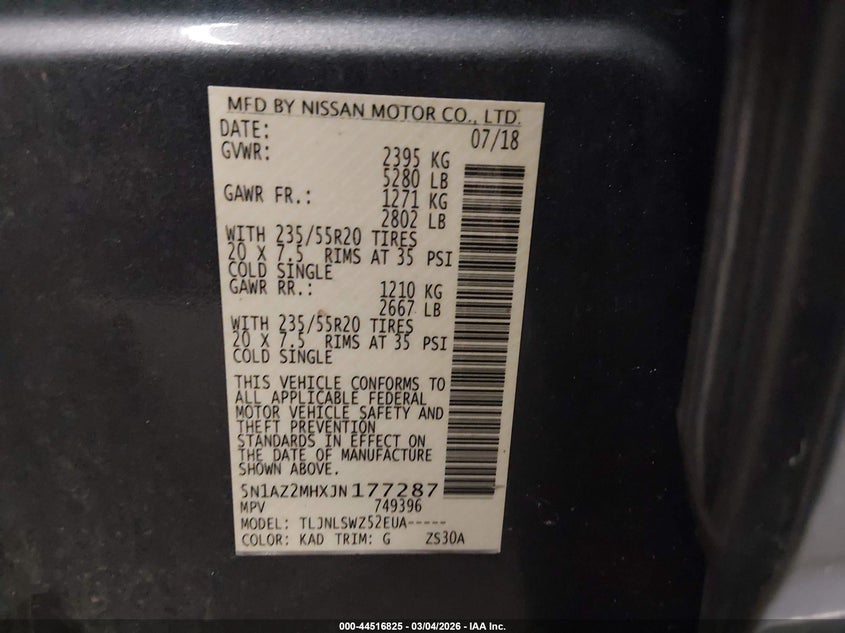 MFD BY NISSAN MOTOR CO., LTD.
DATE: 07/18
GVWR: 2395 KG
5280 LB
GAWR FR.: 1271 KG
2802 LB
WITH 235/55R20 TIRES
20 X 7.5 RIMS AT 35 PSI
COLD SINGLE
GAWR RR.: 1210 KG
2667 LB
WITH 235/55R20 TIRES
20 X 7.5 RIMS AT 35 PSI
COLD SINGLE
THIS VEHICLE CONFORMS TO
ALL APPLICABLE FEDERAL
MOTOR VEHICLE SAFETY AND
THEFT PREVENTION
STANDARDS IN EFFECT ON
THE DATE OF MANUFACTURE
SHOWN ABOVE.
5N1AZ2MHXJN177287
MPV 749396
MODEL: TLJNLSWZ52EUA-----
COLOR: KAD TRIM: G ZS30A
000-44516825 - 03/04/2026 - IAA Inc.